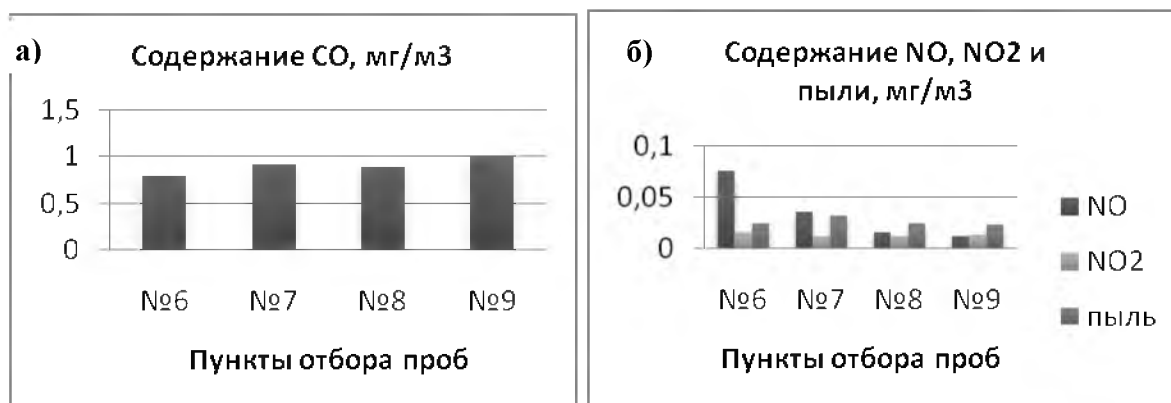 а)
Содержание CO, мг/м3
1,5
1
0,5
0
№6 №7 №8 №9
Пункты отбора проб
б)
Содержание NO, NO2 и
пыли, мг/м3
0,1
0,05
0
№6 №7 №8 №9
Пункты отбора проб
NO
NO2
пыль